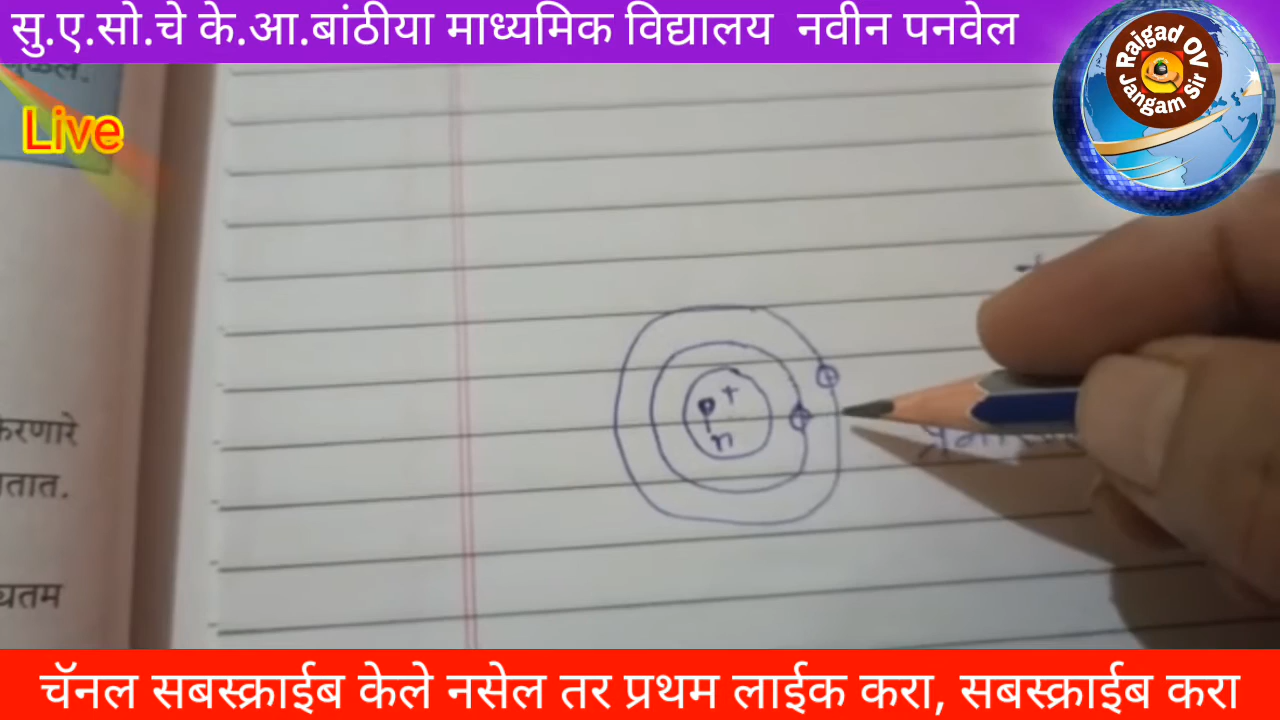 सु.ए.सो.चे के.आ.बांठीया माध्यमिक विद्यालय नवीन पनवेल
Raigad OV
Jangam Sir
Live
p +
n
करणारे
चॅनल सबस्क्राईब केले नसेल तर प्रथम लाईक करा, सबस्क्राईब करा